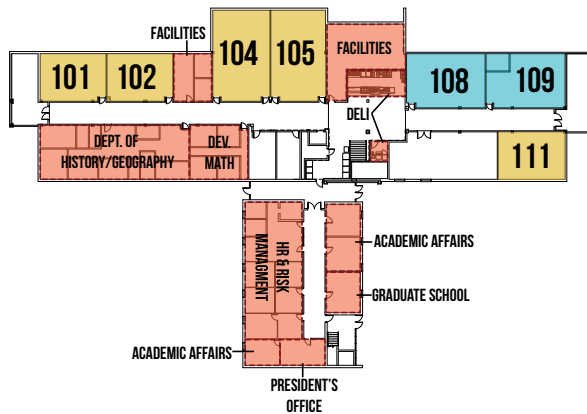 FACILITIES
104
105
FACILITIES
101
102
108
109
DELI
DEPT. OF
HISTORY/GEOGRAPHY
DEV.
MATH
111
HR & RISK
MANAGMENT
ACADEMIC AFFAIRS
GRADUATE SCHOOL
ACADEMIC AFFAIRS
PRESIDENT'S
OFFICE